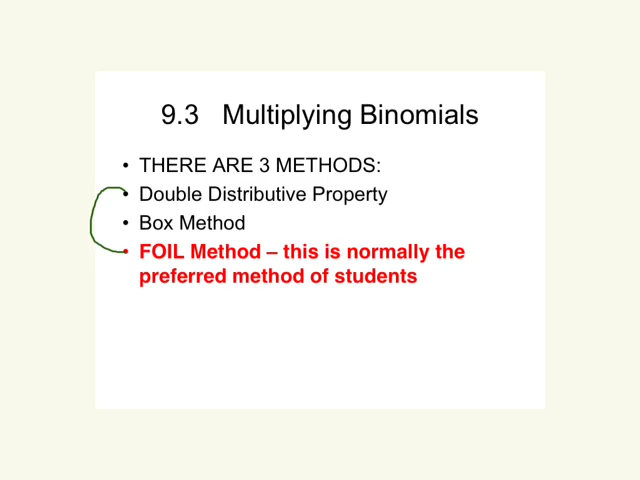 9.3 Multiplying Binomials
• THERE ARE 3 METHODS:
• Double Distributive Property
• Box Method
• FOIL Method – this is normally the
preferred method of students